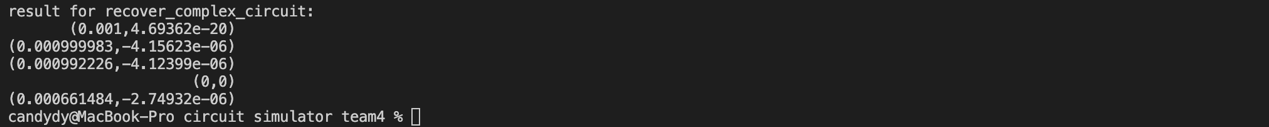 result for recover_complex_circuit:
(0.001,4.69362e-20)
(0.000999983,-4.15623e-06)
(0.000992226,-4.12399e-06)
(0,0)
(0.000661484,-2.74932e-06)
candydy@MacBook-Pro circuit simulator team4 %